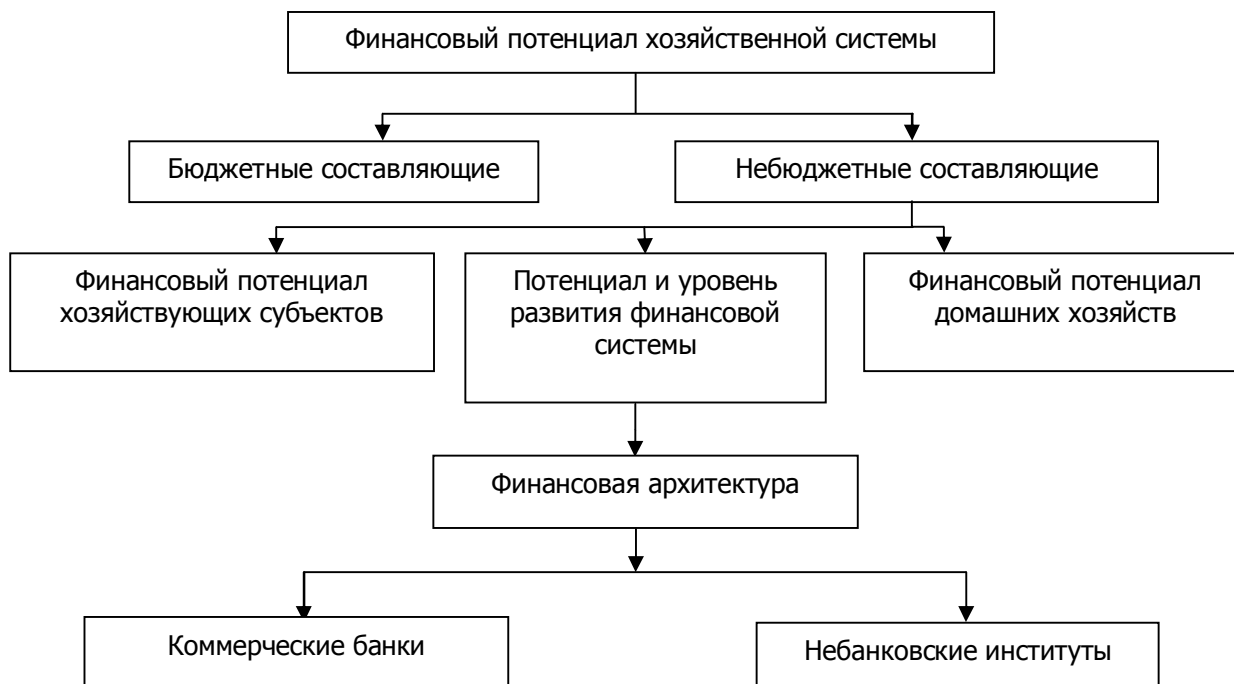 Финансовый потенциал хозяйственной системы
Бюджетные составляющие
Небюджетные составляющие
Финансовый потенциал
хозяйствующих субъектов
Потенциал и уровень
развития финансовой
системы
Финансовый потенциал
домашних хозяйств
Финансовая архитектура
Коммерческие банки
Небанковские институты